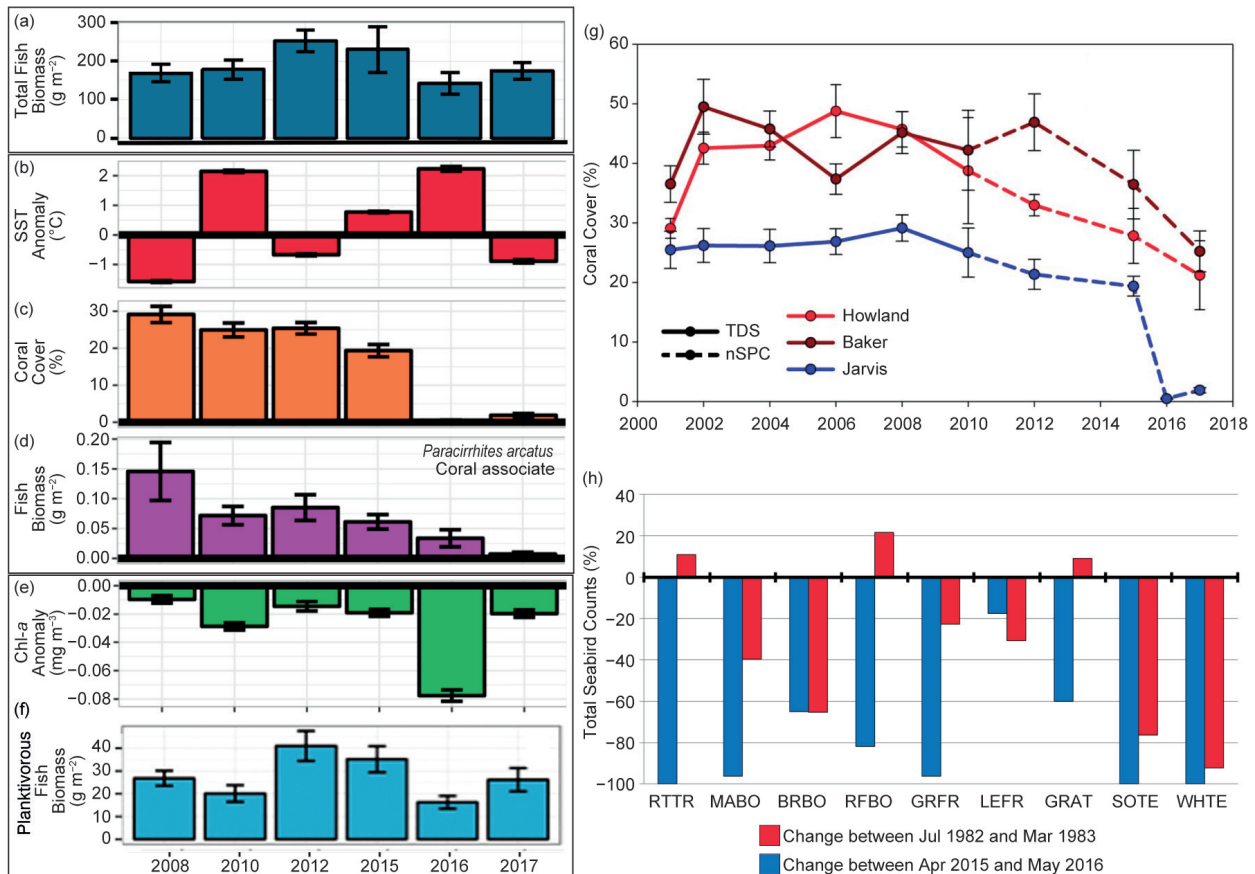 (a)
Total Fish
Biomass
(g m⁻²)
300
200
100
0
(b)
SST
Anomaly
(°C)
2
1
0
−1
(c)
Coral
Cover
(%)
30
20
10
0
(d)
Fish
Biomass
(g m⁻²)
0.20
0.15
0.10
0.05
0.00
Paracirrhites arcatus
Coral associate
(e)
Chl-a
Anomaly
(mg m⁻³)
0.00
−0.02
−0.04
−0.06
−0.08
(f)
Planktivorous
Fish
Biomass
(g m⁻²)
40
30
20
10
0
2008 2010 2012 2015 2016 2017
(g)
Coral Cover (%)
60
50
40
30
20
10
0
TDS
nSPC
Howland
Baker
Jarvis
2000 2002 2004 2006 2008 2010 2012 2014 2016 2018
(h)
Total Seabird Counts (%)
40
20
0
−20
−40
−60
−80
−100
RTTR MABO BRBO RFBO GRFR LEFR GRAT SOTE WHTE
Change between Jul 1982 and Mar 1983
Change between Apr 2015 and May 2016